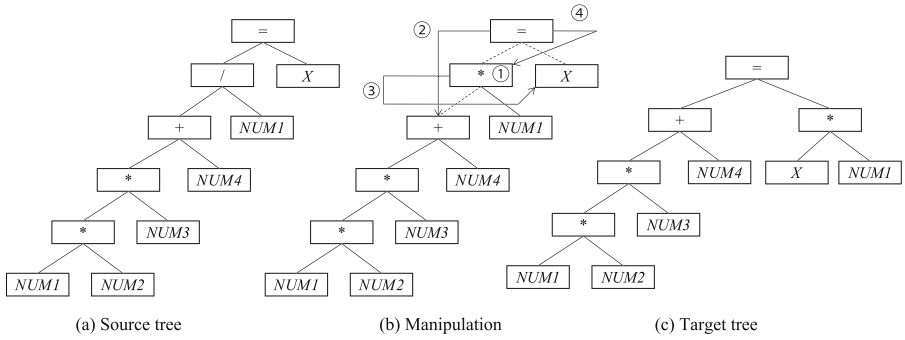 =
/ X
+ NUM1
* NUM4
* NUM3
NUM1 NUM2
(a) Source tree
② = ④
* ① X
③
+ NUM1
* NUM4
* NUM3
NUM1 NUM2
(b) Manipulation
=
+ *
* NUM4 X NUM1
* NUM3
NUM1 NUM2
(c) Target tree